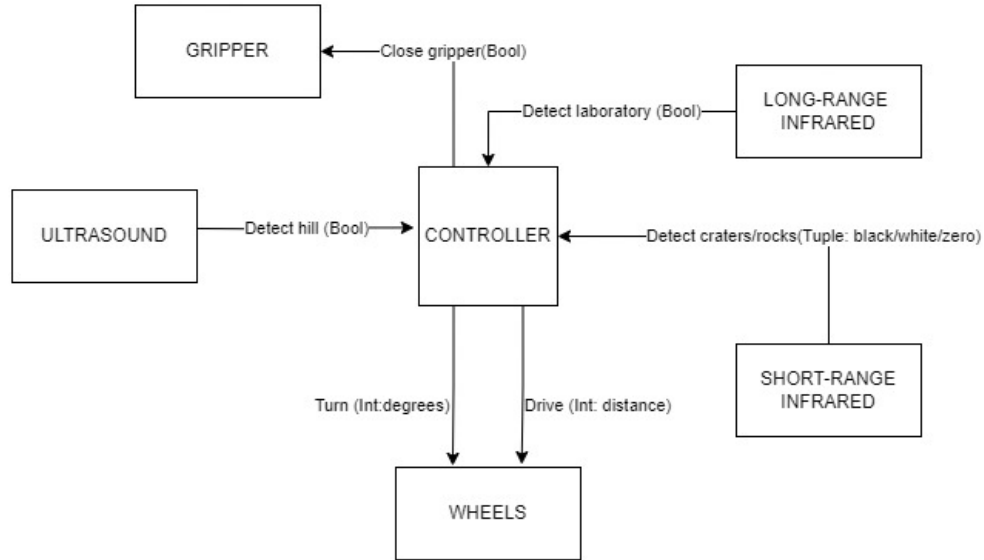 GRIPPER
Close gripper(Bool)
LONG-RANGE
INFRARED
Detect laboratory (Bool)
ULTRASOUND
Detect hill (Bool)
CONTROLLER
Detect craters/rocks(Tuple: black/white/zero)
SHORT-RANGE
INFRARED
Turn (Int:degrees)
Drive (Int: distance)
WHEELS